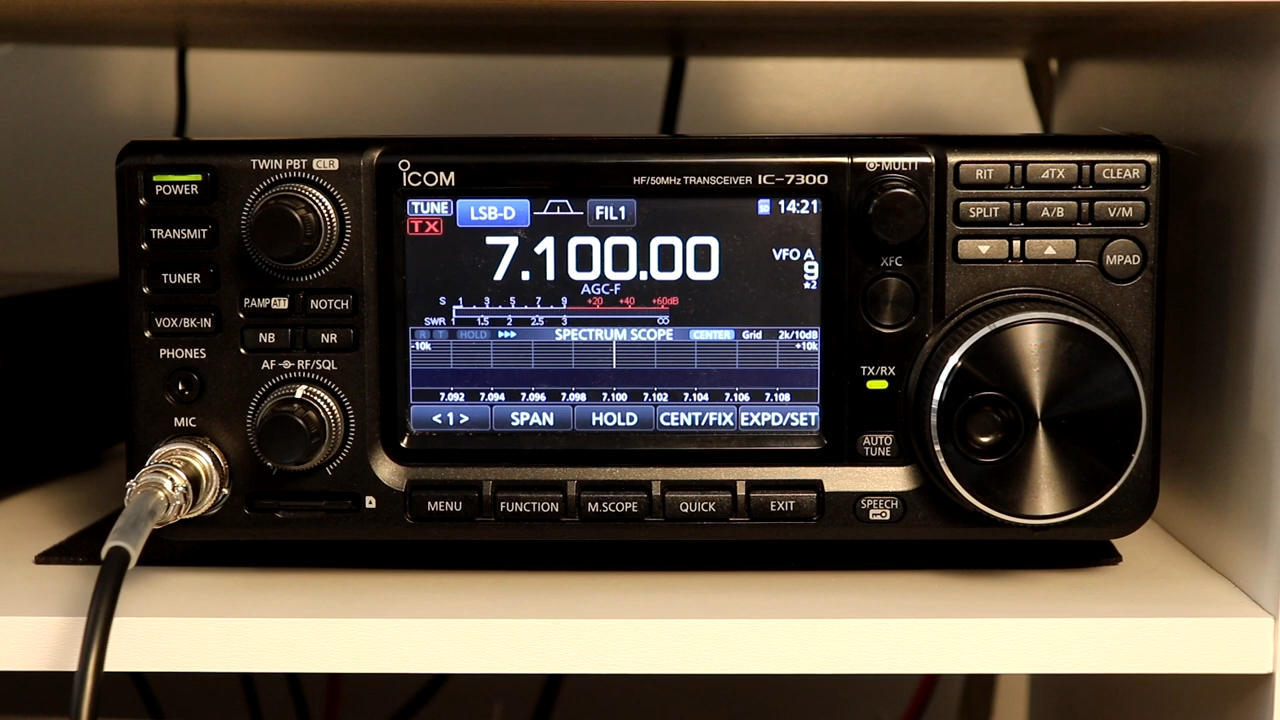 POWER
TRANSMIT
TUNER
VOX/BK-IN
PHONES
MIC
TWIN PBT CLR
P.AMP ATT NOTCH
NB NR
AF RF/SQL
ICOM
HF/50MHz TRANSCEIVER IC-7300
TUNE LSB-D FIL1 14:21
TX
7.100.00
VFO A
9
★2
AGC-F
S 1 3 5 7 9 +20 +40 +60dB
SWR 1 1.5 2 2.5 3 ∞
R T HOLD SPECTRUM SCOPE CENTER Grid 2k/10dB
-10k +10k
7.092 7.094 7.096 7.098 7.100 7.102 7.104 7.106 7.108
< 1 > SPAN HOLD CENT/FIX EXPD/SET
MENU FUNCTION M.SCOPE QUICK EXIT
MULTI
XFC
TX/RX
AUTO
TUNE
SPEECH
RIT ⊿TX CLEAR
SPLIT A/B V/M
▼ ▲ MPAD